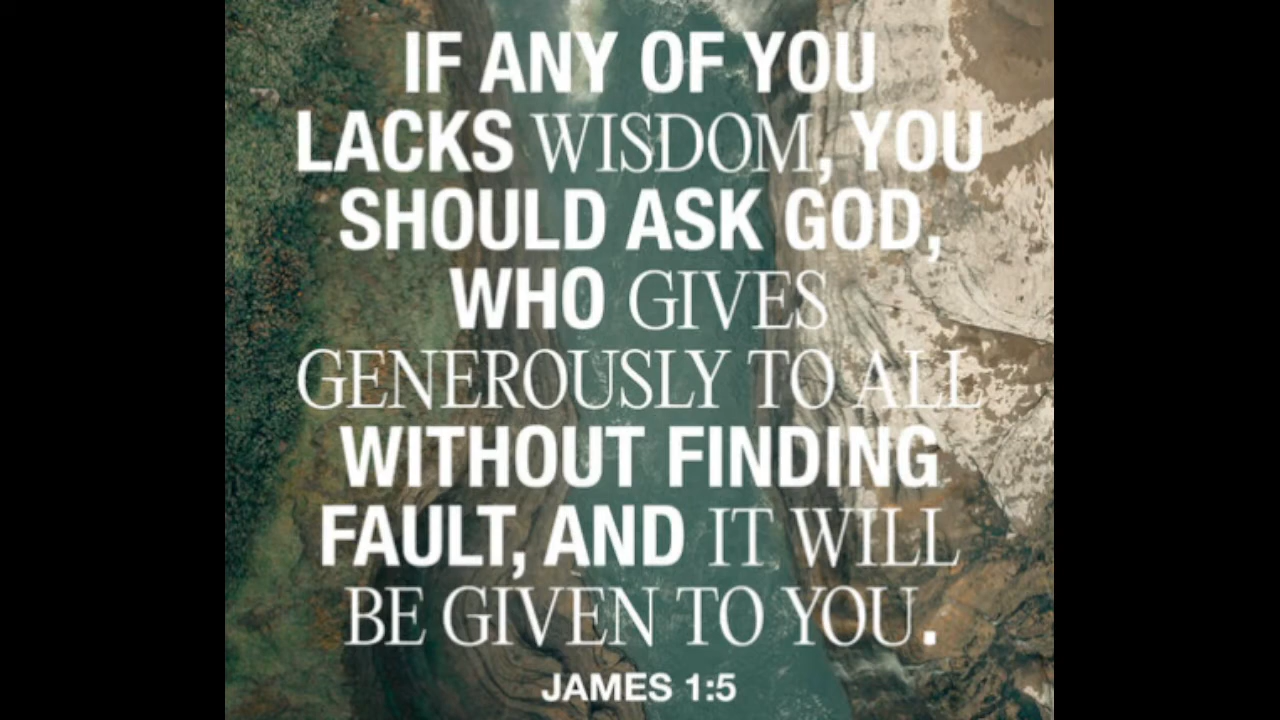 IF ANY OF YOU
LACKS WISDOM, YOU
SHOULD ASK GOD,
WHO GIVES
GENEROUSLY TO ALL
WITHOUT FINDING
FAULT, AND IT WILL
BE GIVEN TO YOU.
JAMES 1:5